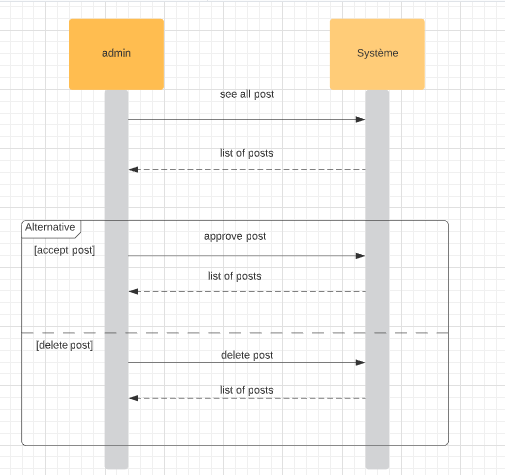 admin
Système
see all post
list of posts
Alternative
approve post
[accept post]
list of posts
[delete post]
delete post
list of posts